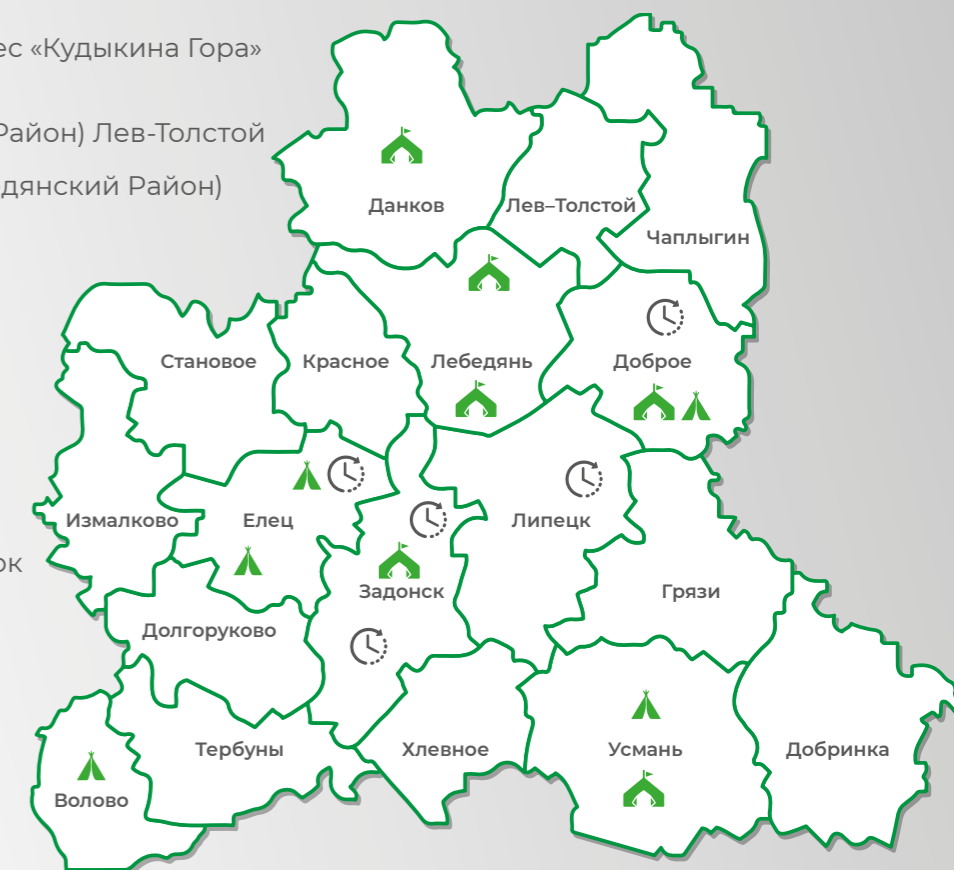 ес «Кудыкина Гора»
Район) Лев-Толстой
дянский Район)
ок
Данков
Лев–Толстой
Чаплыгин
Становое
Красное
Лебедянь
Доброе
Измалково
Елец
Липецк
Задонск
Грязи
Долгоруково
Тербуны
Хлевное
Усмань
Добринка
Волово